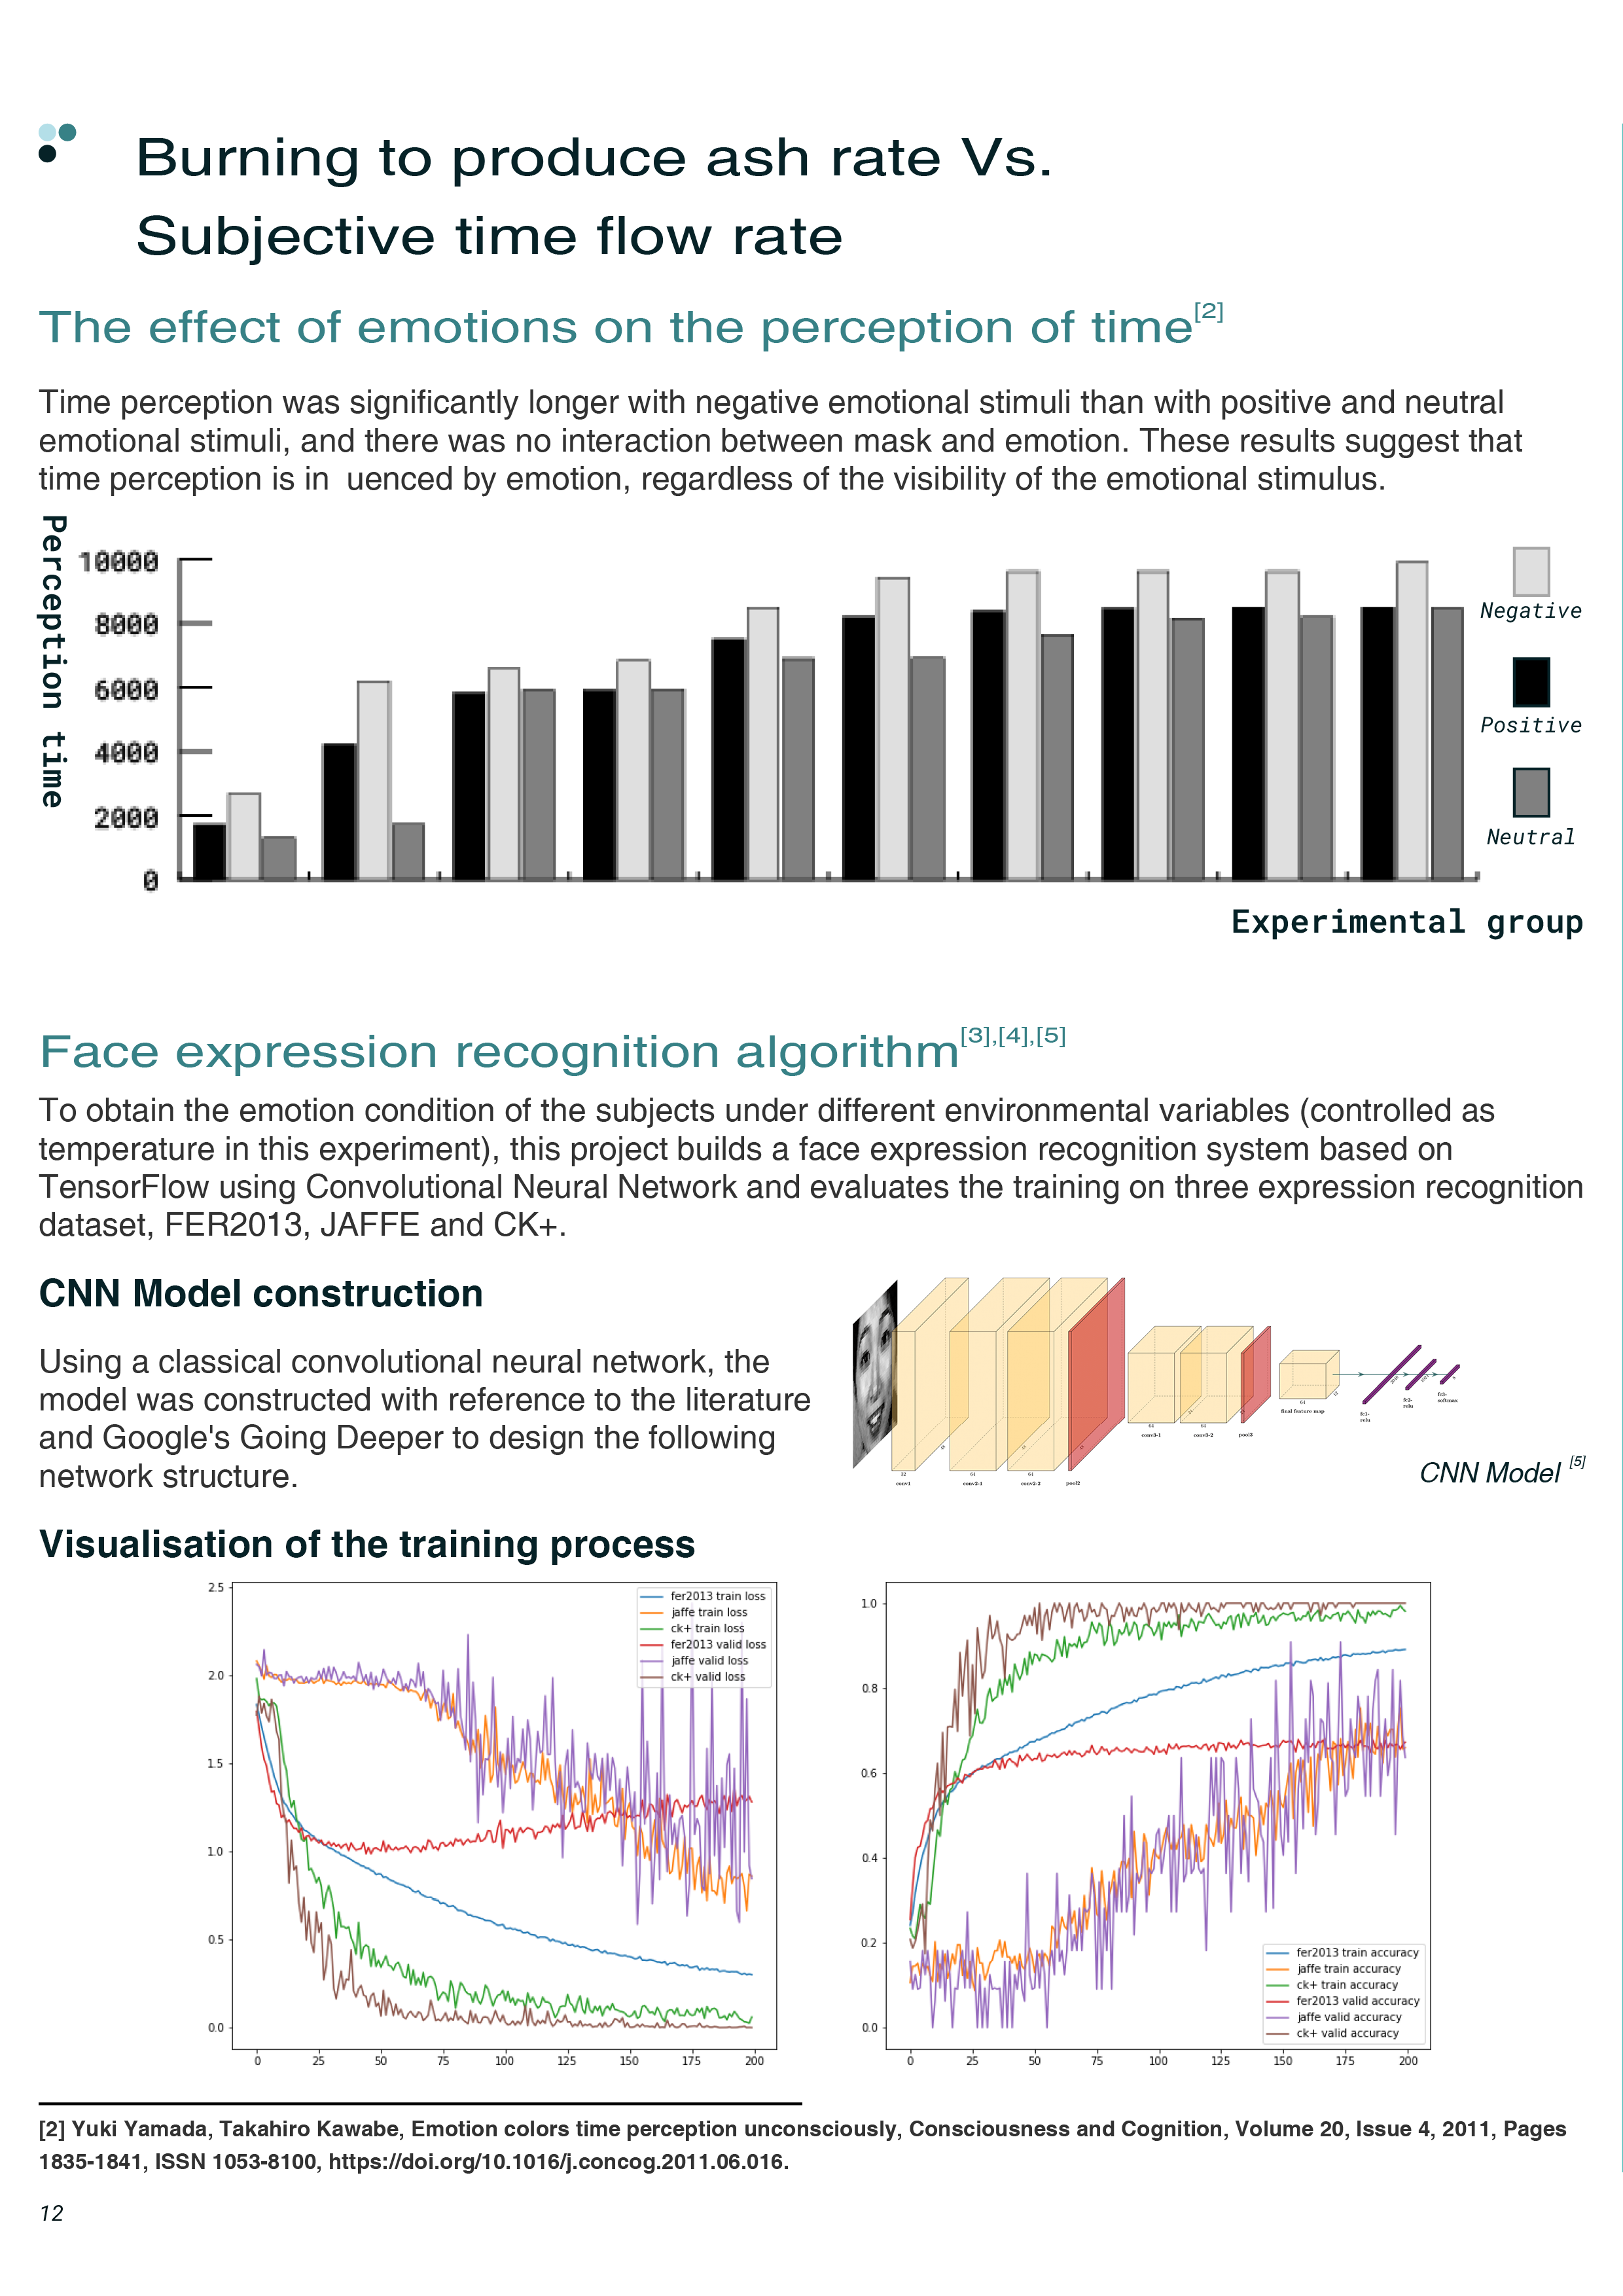 Burning to produce ash rate Vs.
Subjective time flow rate
The effect of emotions on the perception of time[2]
Time perception was significantly longer with negative emotional stimuli than with positive and neutral
emotional stimuli, and there was no interaction between mask and emotion. These results suggest that
time perception is in uenced by emotion, regardless of the visibility of the emotional stimulus.
Perception time
10000
8000
6000
4000
2000
0
Negative
Positive
Neutral
Experimental group
Face expression recognition algorithm[3],[4],[5]
To obtain the emotion condition of the subjects under different environmental variables (controlled as
temperature in this experiment), this project builds a face expression recognition system based on
TensorFlow using Convolutional Neural Network and evaluates the training on three expression recognition
dataset, FER2013, JAFFE and CK+.
CNN Model construction
Using a classical convolutional neural network, the
model was constructed with reference to the literature
and Google's Going Deeper to design the following
network structure.
32
conv1
64
conv2-1
64
conv2-2
pool2
64
conv3-1
64
conv3-2
pool3
64
final feature map
fc1-
relu
fc2-
relu
fc3-
softmax
CNN Model [5]
Visualisation of the training process
2.5
2.0
1.5
1.0
0.5
0.0
0 25 50 75 100 125 150 175 200
fer2013 train loss
jaffe train loss
ck+ train loss
fer2013 valid loss
jaffe valid loss
ck+ valid loss
1.0
0.8
0.6
0.4
0.2
0.0
0 25 50 75 100 125 150 175 200
fer2013 train accuracy
jaffe train accuracy
ck+ train accuracy
fer2013 valid accuracy
jaffe valid accuracy
ck+ valid accuracy
[2] Yuki Yamada, Takahiro Kawabe, Emotion colors time perception unconsciously, Consciousness and Cognition, Volume 20, Issue 4, 2011, Pages
1835-1841, ISSN 1053-8100, https://doi.org/10.1016/j.concog.2011.06.016.
12